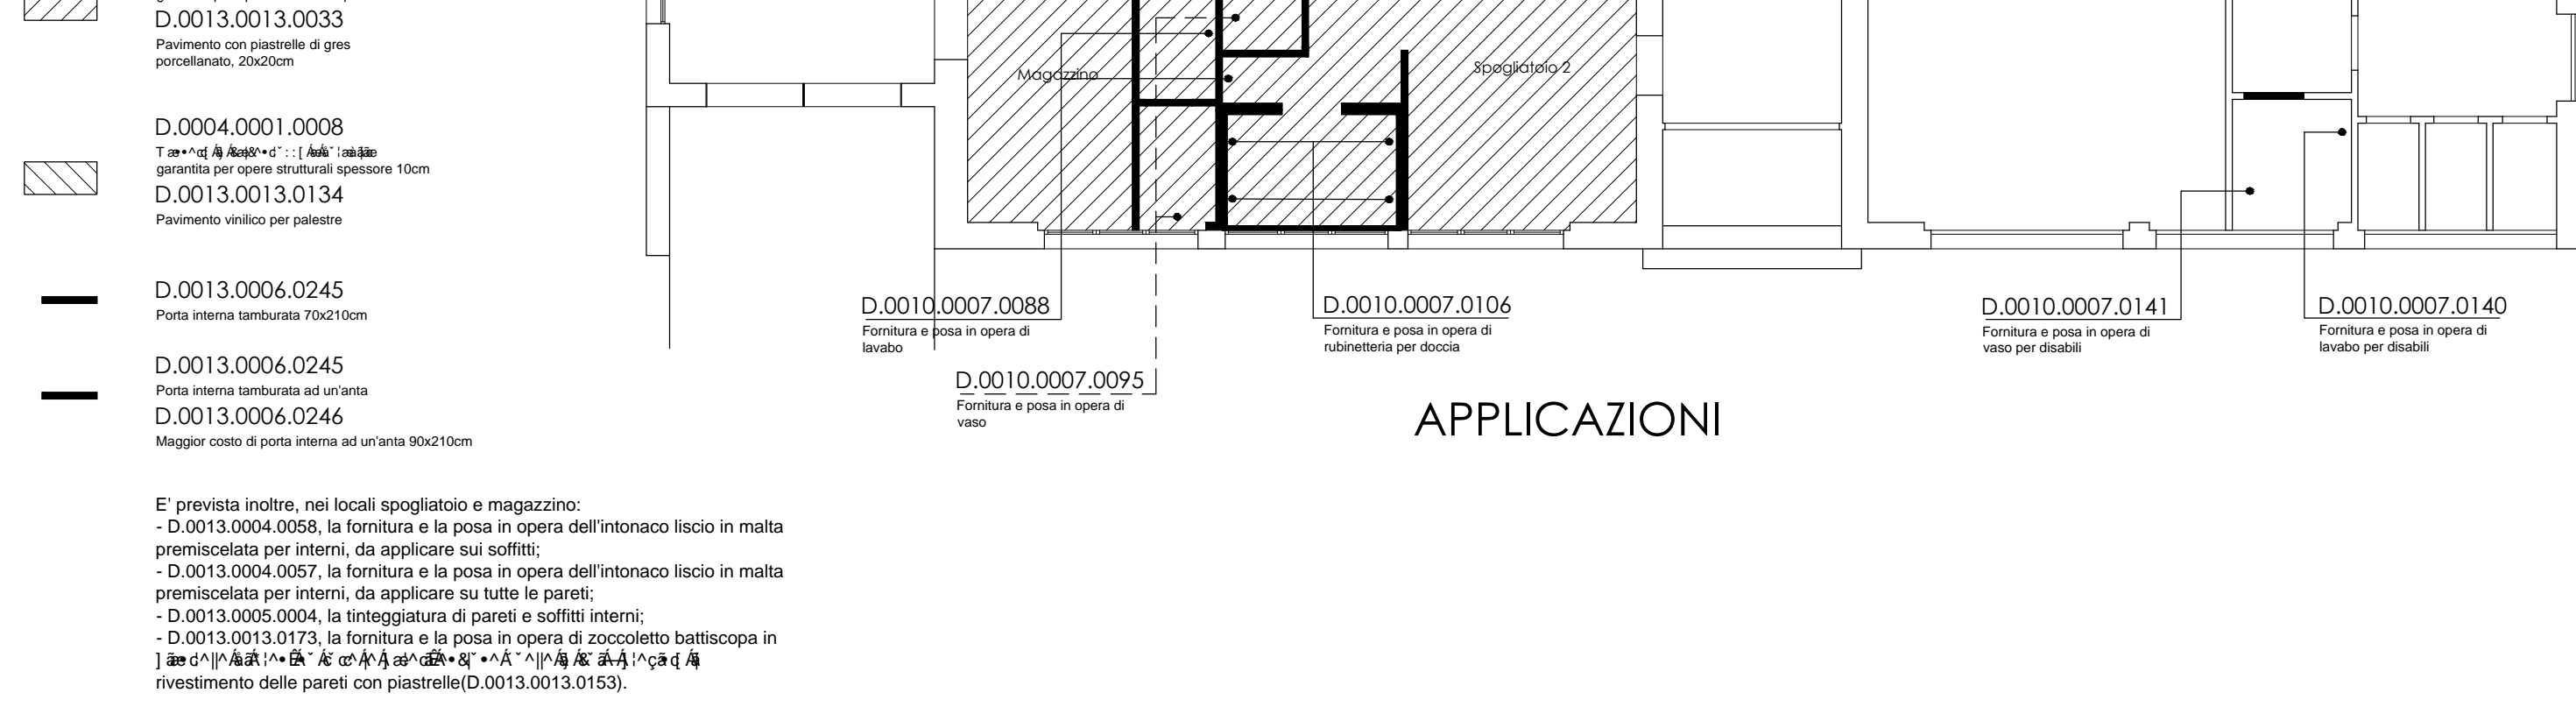 D.0013.0013.0033
Pavimento con piastrelle di gres
porcellanato, 20x20cm
D.0004.0001.0008
garantita per opere strutturali spessore 10cm
D.0013.0013.0134
Pavimento vinilico per palestre
D.0013.0006.0245
Porta interna tamburata 70x210cm
D.0013.0006.0245
Porta interna tamburata ad un'anta
D.0013.0006.0246
Maggior costo di porta interna ad un'anta 90x210cm
E' prevista inoltre, nei locali spogliatoio e magazzino:
- D.0013.0004.0058, la fornitura e la posa in opera dell'intonaco liscio in malta
premiscelata per interni, da applicare sui soffitti;
- D.0013.0004.0057, la fornitura e la posa in opera dell'intonaco liscio in malta
premiscelata per interni, da applicare su tutte le pareti;
- D.0013.0005.0004, la tinteggiatura di pareti e soffitti interni;
- D.0013.0013.0173, la fornitura e la posa in opera di zoccoletto battiscopa in
rivestimento delle pareti con piastrelle(D.0013.0013.0153).
Magazzino
Spogliatoio 2
D.0010.0007.0088
Fornitura e posa in opera di
lavabo
D.0010.0007.0095
Fornitura e posa in opera di
vaso
D.0010.0007.0106
Fornitura e posa in opera di
rubinetteria per doccia
D.0010.0007.0141
Fornitura e posa in opera di
vaso per disabili
D.0010.0007.0140
Fornitura e posa in opera di
lavabo per disabili
APPLICAZIONI